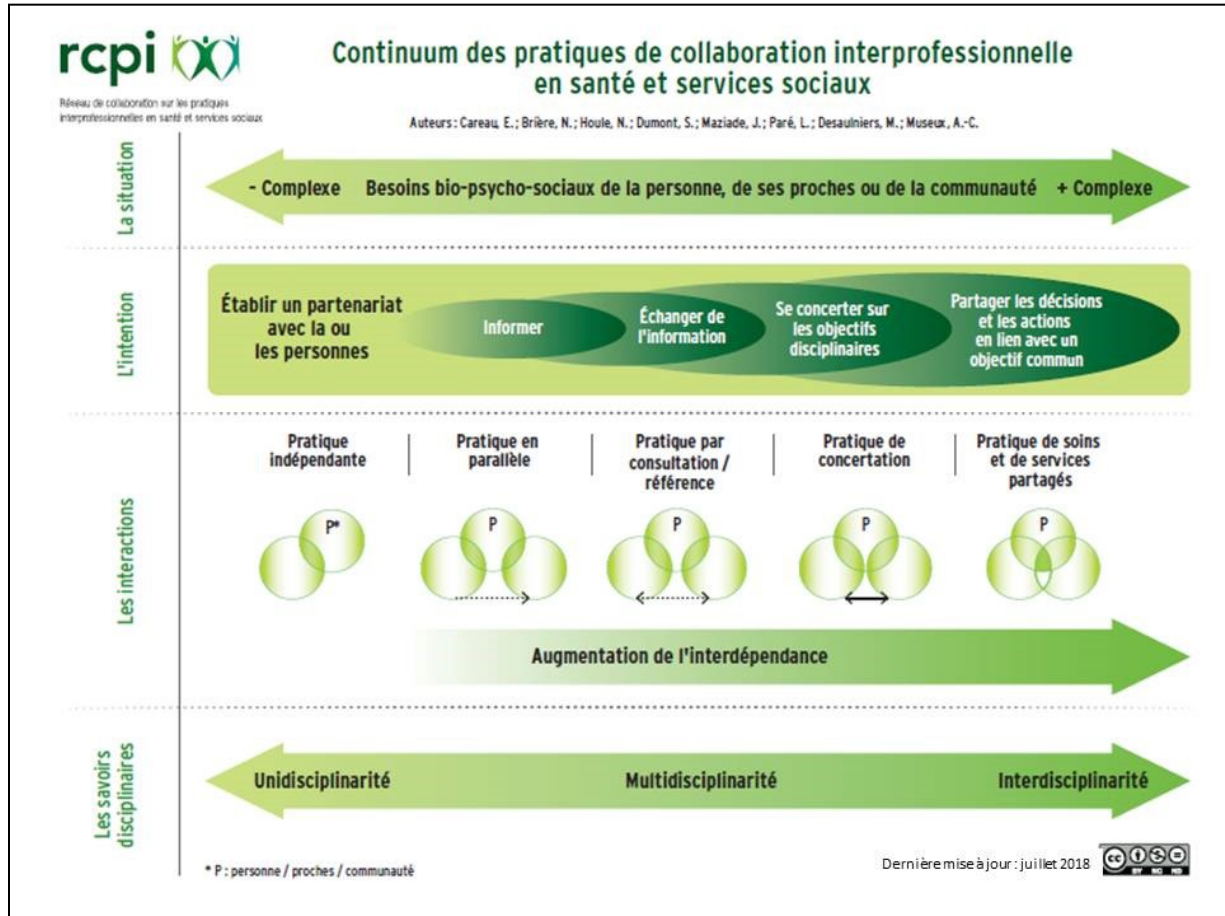 rcpi
Réseau de collaboration sur les pratiques
interprofessionnelles en santé et services sociaux
Continuum des pratiques de collaboration interprofessionnelle
en santé et services sociaux
Auteurs : Careau, E.; Brière, N.; Houle, N.; Dumont, S.; Maziade, J.; Paré, L.; Desaulniers, M.; Museux, A.-C.
La situation
- Complexe Besoins bio-psycho-sociaux de la personne, de ses proches ou de la communauté + Complexe
L'intention
Établir un partenariat
avec la ou
les personnes
Informer
Échanger de
l'information
Se concerter sur
les objectifs
disciplinaires
Partager les décisions
et les actions
en lien avec un
objectif commun
Les interactions
Pratique
indépendante
Pratique en
parallèle
Pratique par
consultation /
référence
Pratique de
concertation
Pratique de soins
et de services
partagés
P*
P
P
P
P
Augmentation de l'interdépendance
Les savoirs
disciplinaires
Unidisciplinarité Multidisciplinarité Interdisciplinarité
* P : personne / proches / communauté
Dernière mise à jour : juillet 2018
cc
BY NC ND